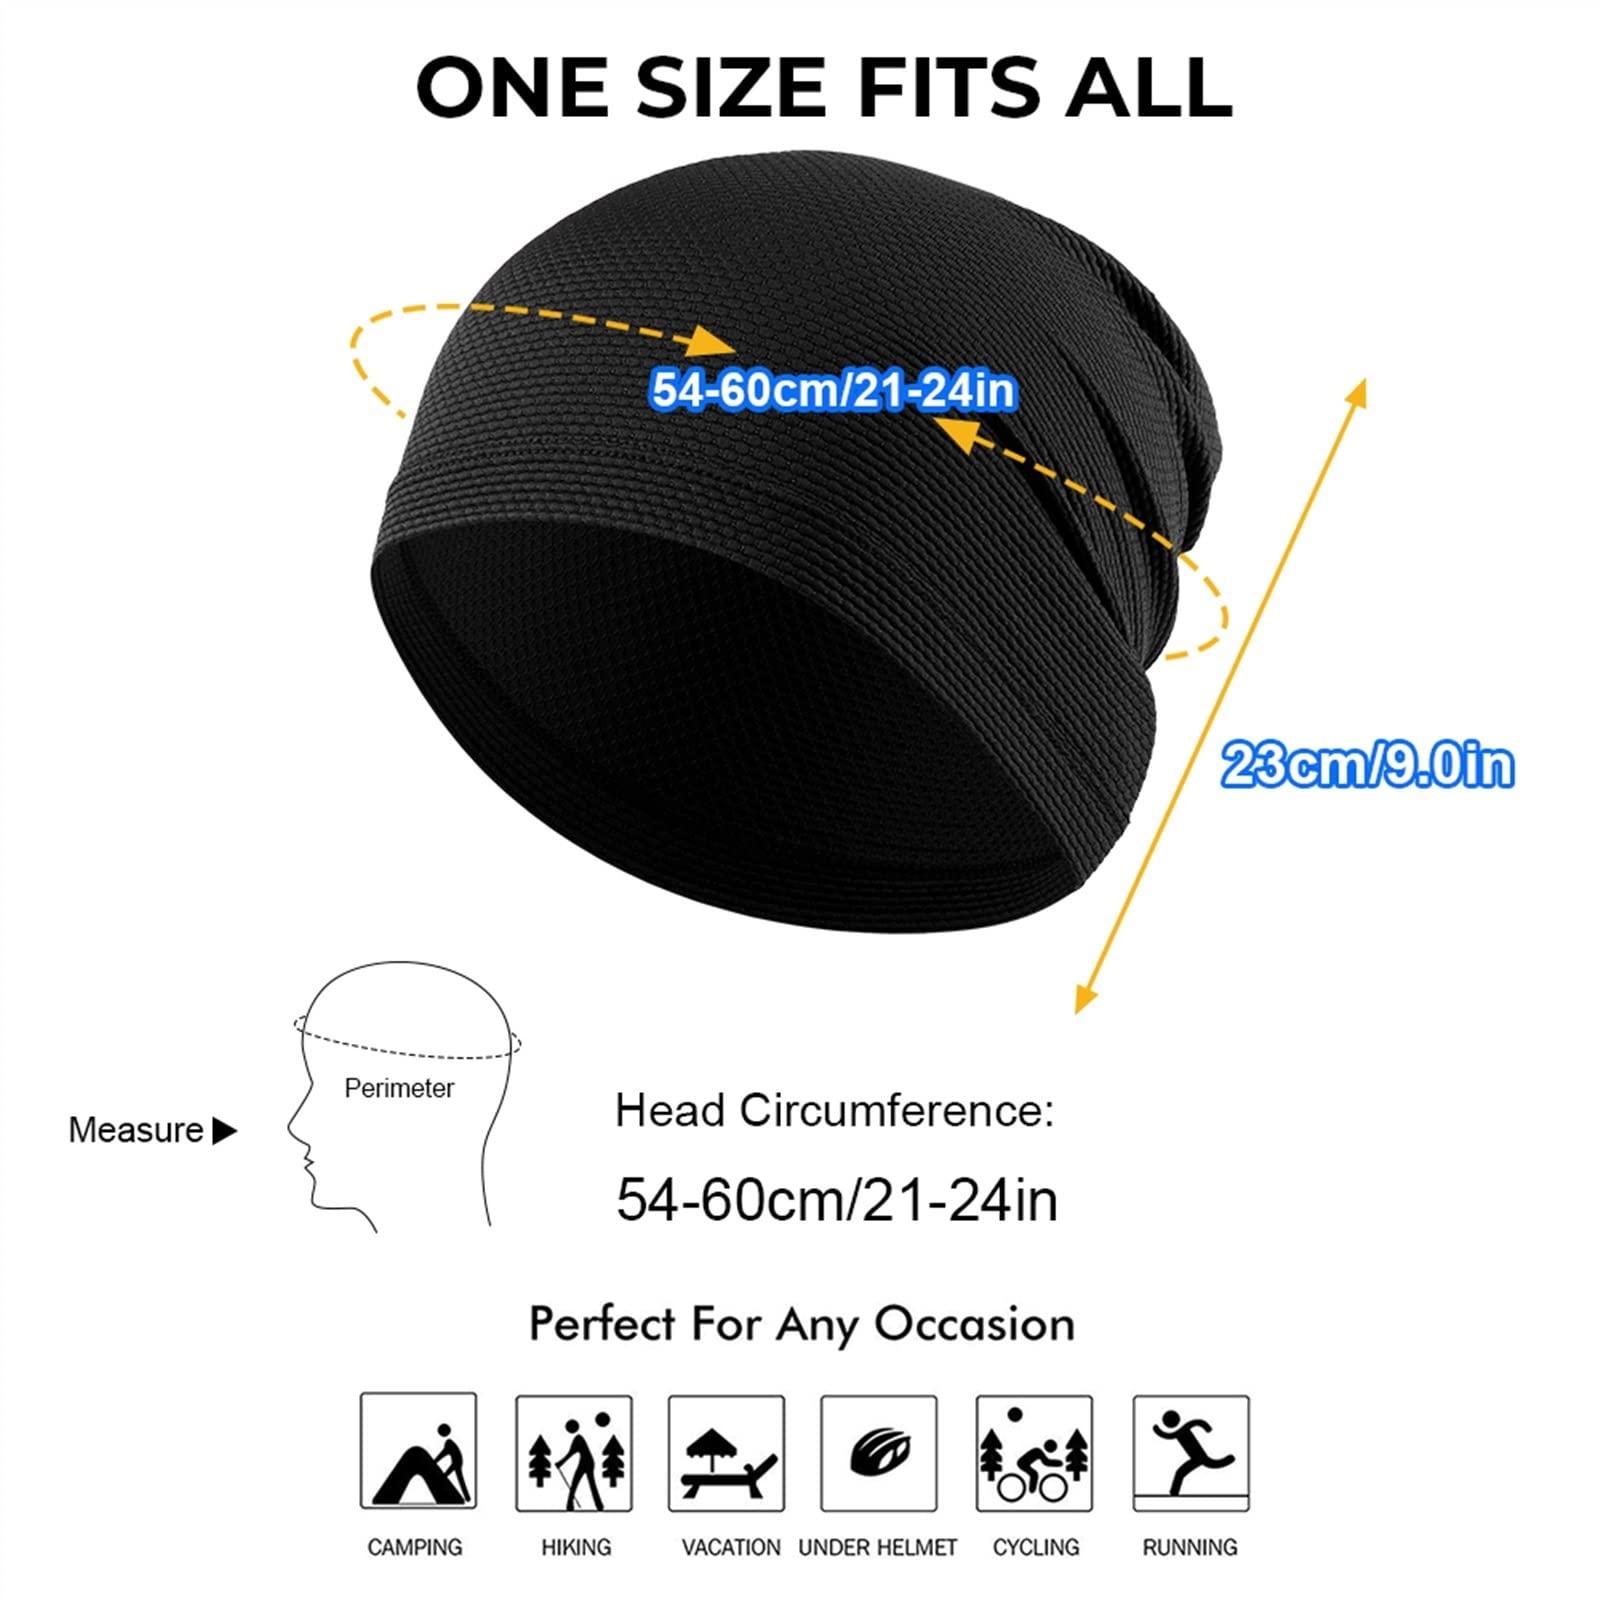 ONE SIZE FITS ALL
54-60cm/21-24in
23cm/9.0in
Perimeter
Measure
Head Circumference:
54-60cm/21-24in
Perfect For Any Occasion
CAMPING HIKING VACATION UNDER HELMET CYCLING RUNNING